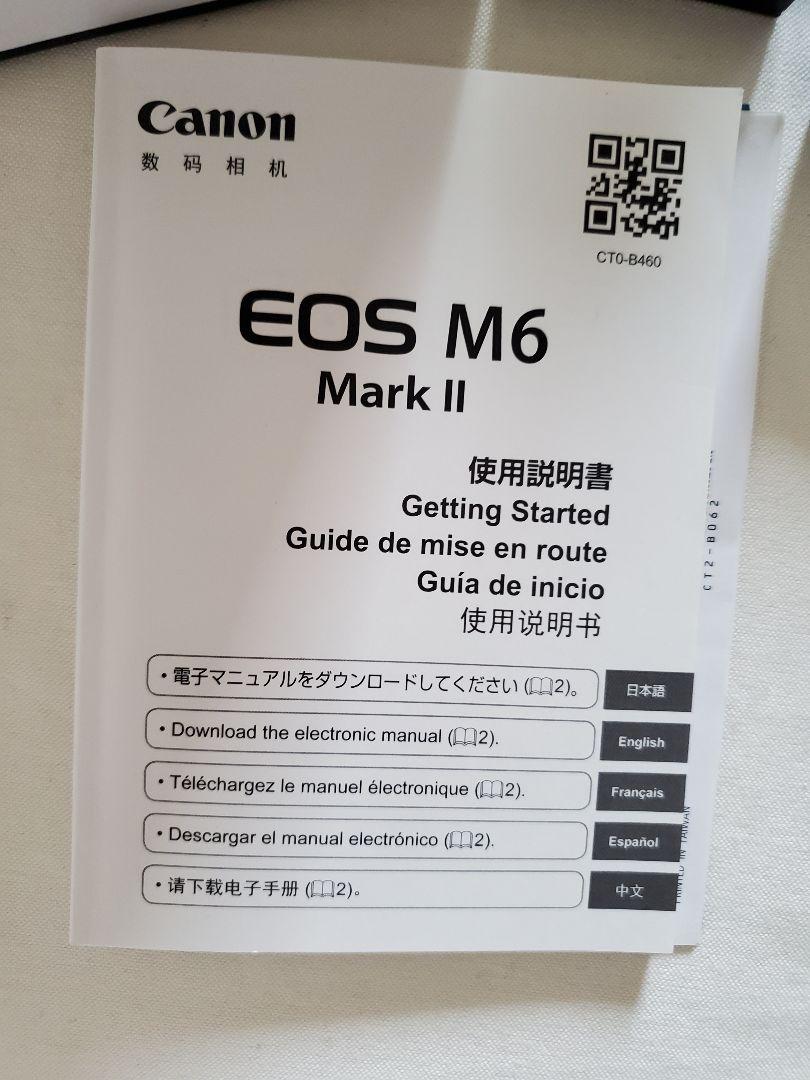 Canon
数码相机
CT0-B460
EOS M6
Mark II
使用説明書
Getting Started
Guide de mise en route
Guía de inicio
使用说明书
CT2-B062
• 電子マニュアルをダウンロードしてください (2)。
日本語
• Download the electronic manual (2).
English
• Téléchargez le manuel électronique (2).
Français
• Descargar el manual electrónico (2).
Español
• 请下载电子手册 (2)。
中文
PRINTED IN TAIWAN